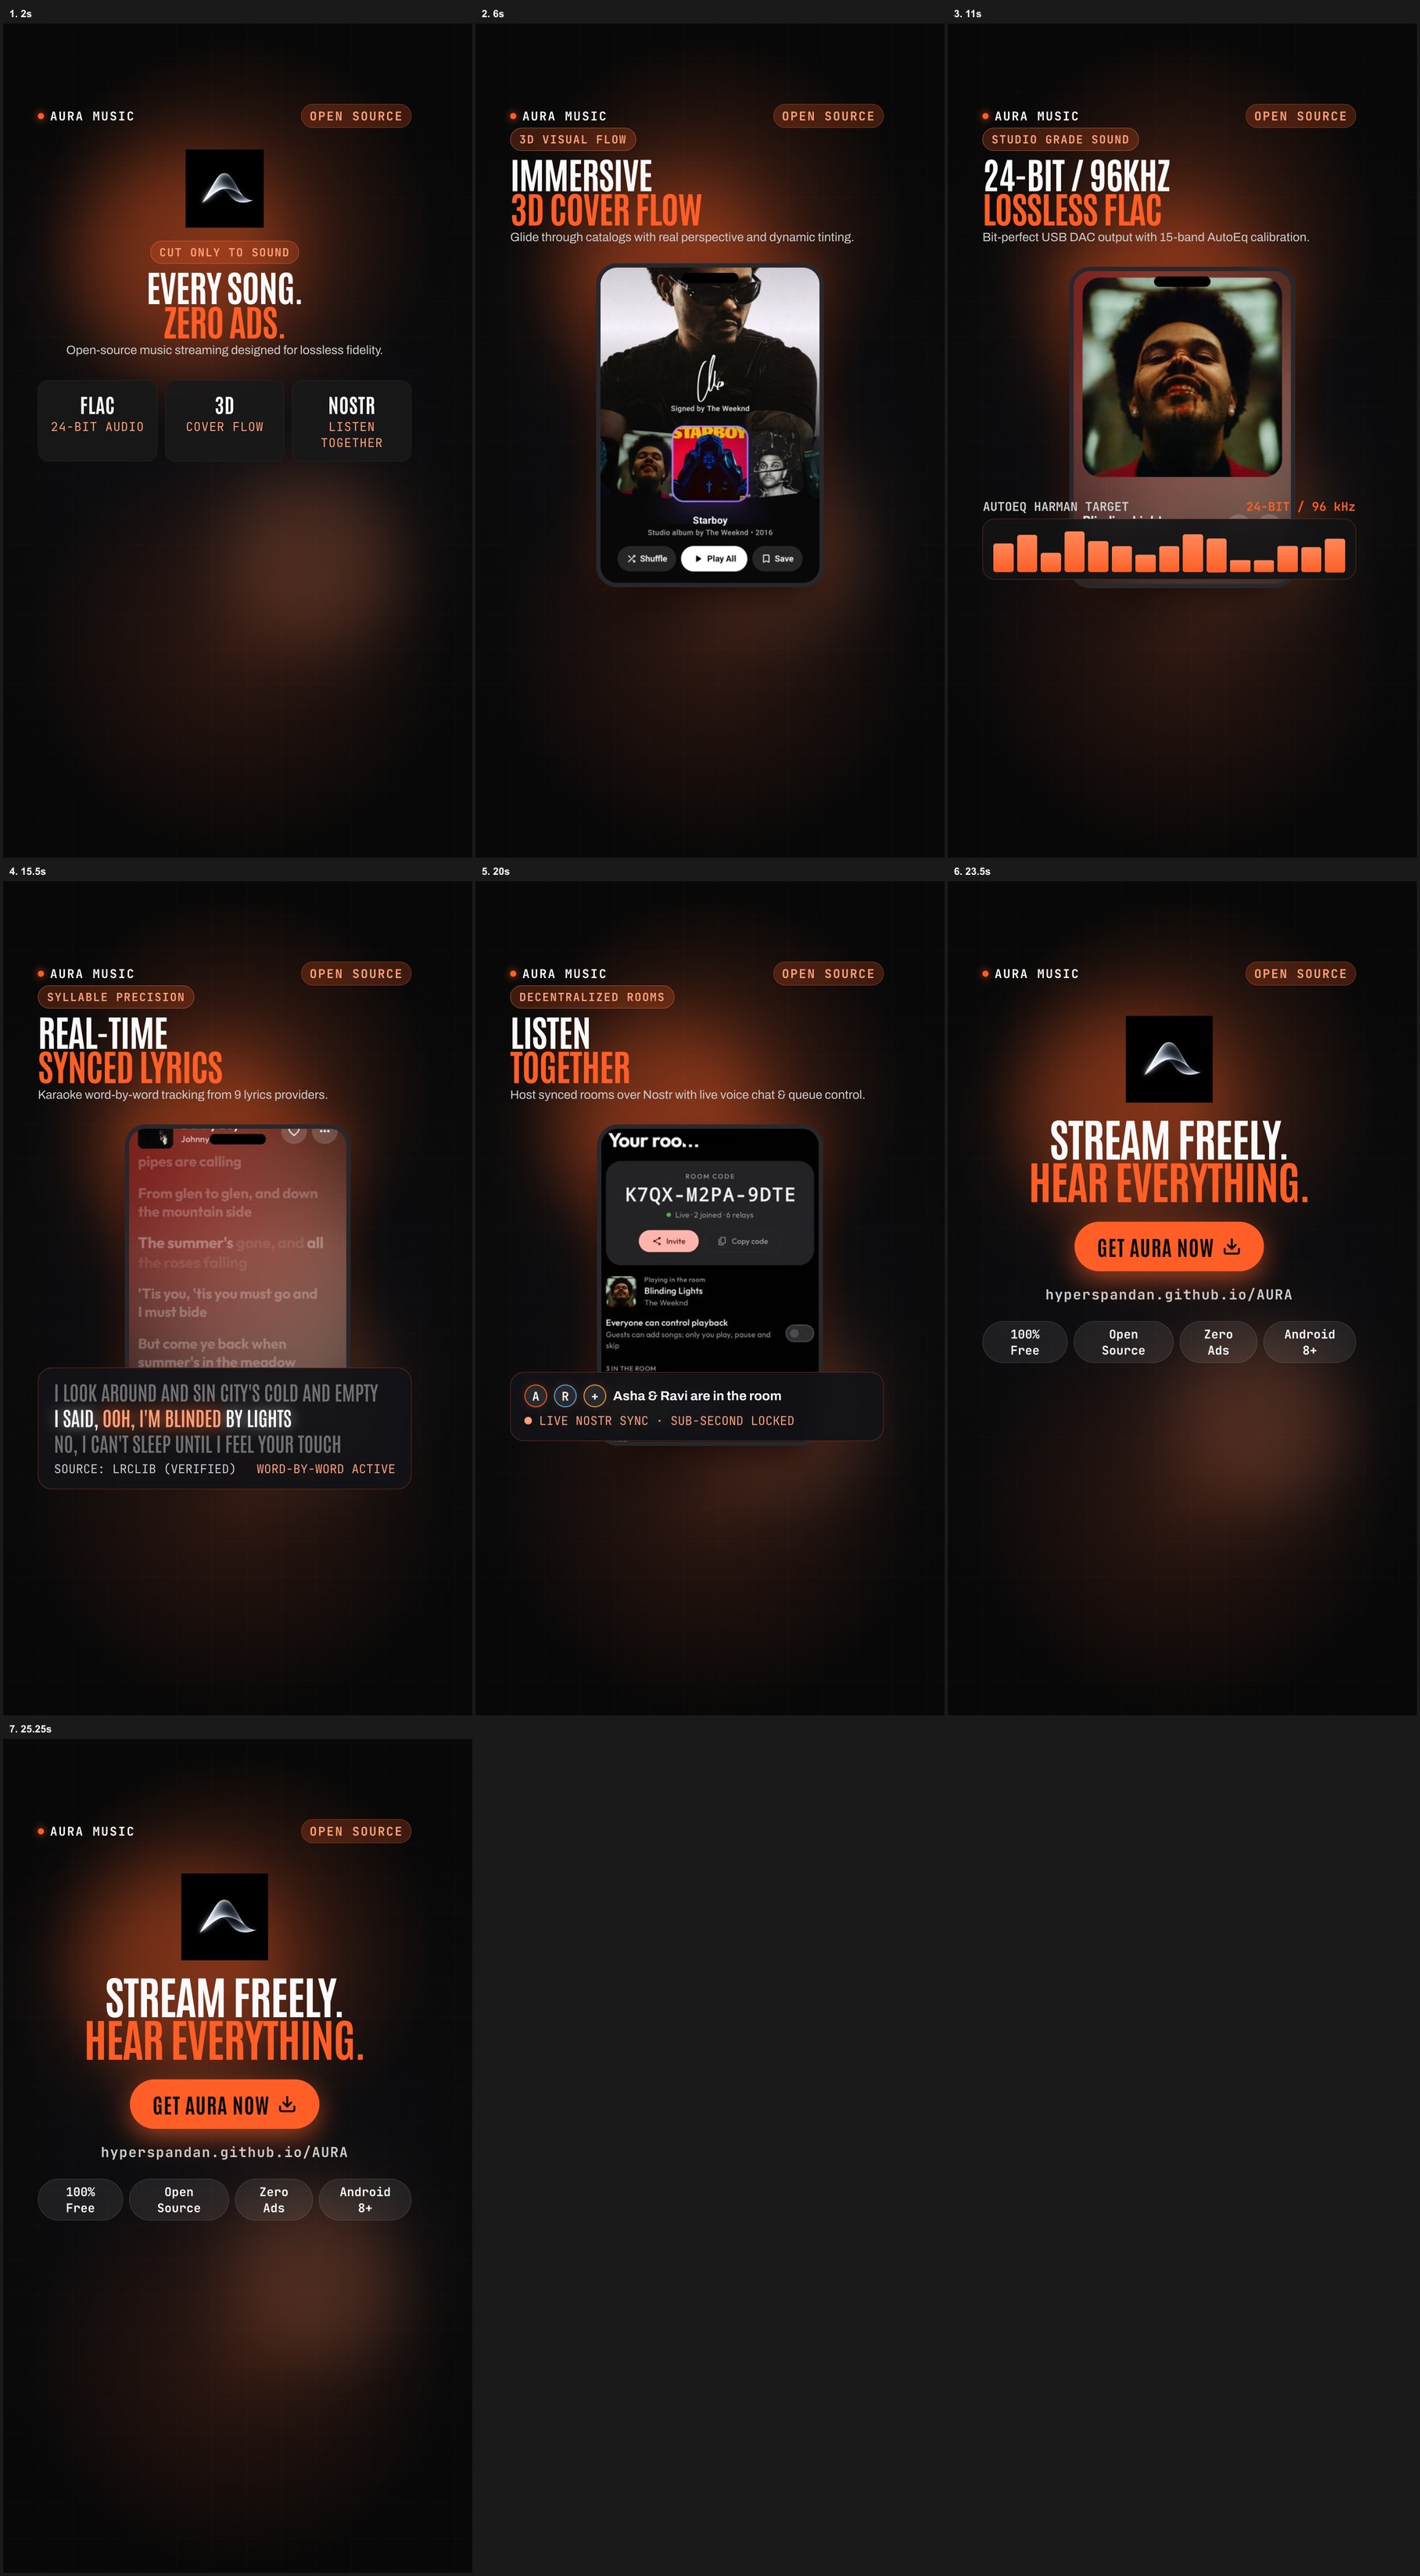 1. 2s
AURA MUSIC
OPEN SOURCE
CUT ONLY TO SOUND
EVERY SONG.
ZERO ADS.
Open-source music streaming designed for lossless fidelity.
FLAC
24-BIT AUDIO
3D
COVER FLOW
NOSTR
LISTEN
TOGETHER
2. 6s
AURA MUSIC
OPEN SOURCE
3D VISUAL FLOW
IMMERSIVE
3D COVER FLOW
Glide through catalogs with real perspective and dynamic tinting.
Signed by The Weeknd
STARBOY
Starboy
Studio album by The Weeknd • 2016
Shuffle
Play All
Save
3. 11s
AURA MUSIC
OPEN SOURCE
STUDIO GRADE SOUND
24-BIT / 96KHZ
LOSSLESS FLAC
Bit-perfect USB DAC output with 15-band AutoEq calibration.
AUTOEQ HARMAN TARGET
24-BIT / 96 kHz
4. 15.5s
AURA MUSIC
OPEN SOURCE
SYLLABLE PRECISION
REAL-TIME
SYNCED LYRICS
Karaoke word-by-word tracking from 9 lyrics providers.
Johnny
pipes are calling
From glen to glen, and down
the mountain side
The summer's gone, and all
the roses falling
'Tis you, 'tis you must go and
I must bide
But come ye back when
summer's in the meadow
I LOOK AROUND AND SIN CITY'S COLD AND EMPTY
I SAID, OOH, I'M BLINDED BY LIGHTS
NO, I CAN'T SLEEP UNTIL I FEEL YOUR TOUCH
SOURCE: LRCLIB (VERIFIED)
WORD-BY-WORD ACTIVE
5. 20s
AURA MUSIC
OPEN SOURCE
DECENTRALIZED ROOMS
LISTEN
TOGETHER
Host synced rooms over Nostr with live voice chat & queue control.
Your roo...
ROOM CODE
K7QX-M2PA-9DTE
Live · 2 joined · 6 relays
Invite
Copy code
Playing in the room
Blinding Lights
The Weeknd
Everyone can control playback
Guests can add songs; only you play, pause and
skip
3 IN THE ROOM
A R + Asha & Ravi are in the room
LIVE NOSTR SYNC · SUB-SECOND LOCKED
6. 23.5s
AURA MUSIC
OPEN SOURCE
STREAM FREELY.
HEAR EVERYTHING.
GET AURA NOW
hyperspandan.github.io/AURA
100%
Free
Open
Source
Zero
Ads
Android
8+
7. 25.25s
AURA MUSIC
OPEN SOURCE
STREAM FREELY.
HEAR EVERYTHING.
GET AURA NOW
hyperspandan.github.io/AURA
100%
Free
Open
Source
Zero
Ads
Android
8+